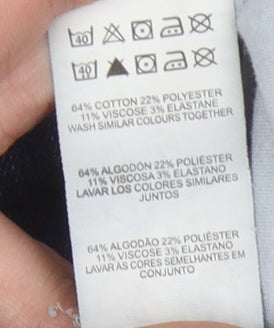 40
40
64% COTTON 22% POLYESTER
11% VISCOSE 3% ELASTANE
WASH SIMILAR COLOURS TOGETHER
64% ALGODÓN 22% POLIÉSTER
11% VISCOSA 3% ELASTANO
LAVAR LOS COLORES SIMILARES
JUNTOS
64% ALGODÃO 22% POLIÉSTER
11% VISCOSE 3% ELASTANO
LAVAR AS CORES SEMELHANTES EM
CONJUNTO